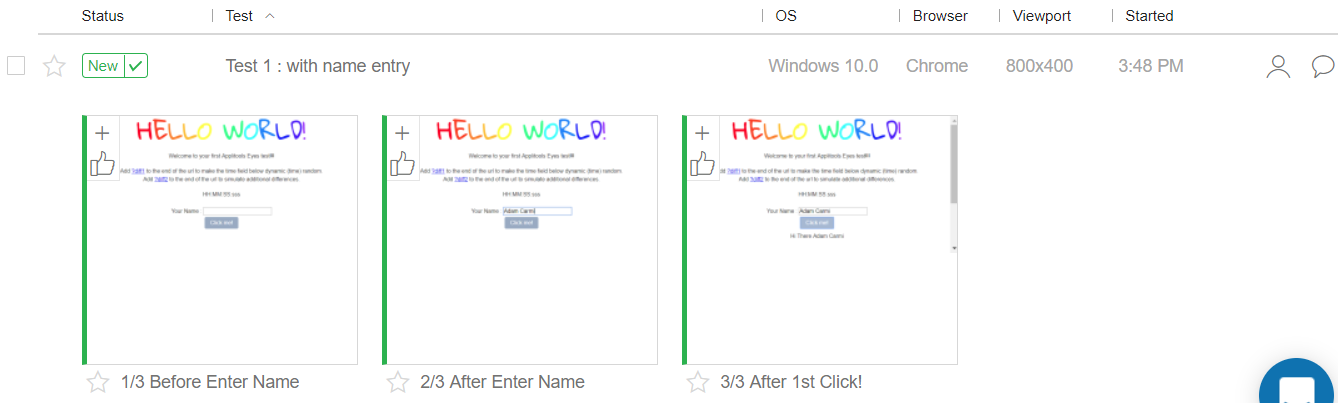 Status Test OS Browser Viewport Started
New Test 1 : with name entry Windows 10.0 Chrome 800x400 3:48 PM
HELLO WORLD! HELLO WORLD! HELLO WORLD!
Welcome to your first Applitools Eyes test!!! Welcome to your first Applitools Eyes test!!! Welcome to your first Applitools Eyes test!!!
Add ?diff1 to the end of the url to make the time field below dynamic (time) random. Add ?diff1 to the end of the url to make the time field below dynamic (time) random. dd ?diff1 to the end of the url to make the time field below dynamic (time) random.
Add ?diff2 to the end of the url to simulate additional differences. Add ?diff2 to the end of the url to simulate additional differences. Add ?diff2 to the end of the url to simulate additional differences.
HH:MM:SS:sss HH:MM:SS:sss HH:MM:SS:sss
Your Name Your Name Adam Carmi Your Name Adam Carmi
Click me! Click me! Click me!
Hi There Adam Carmi
1/3 Before Enter Name 2/3 After Enter Name 3/3 After 1st Click!